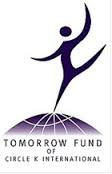 TOMORROW FUND
OF
CIRCLE K INTERNATIONAL